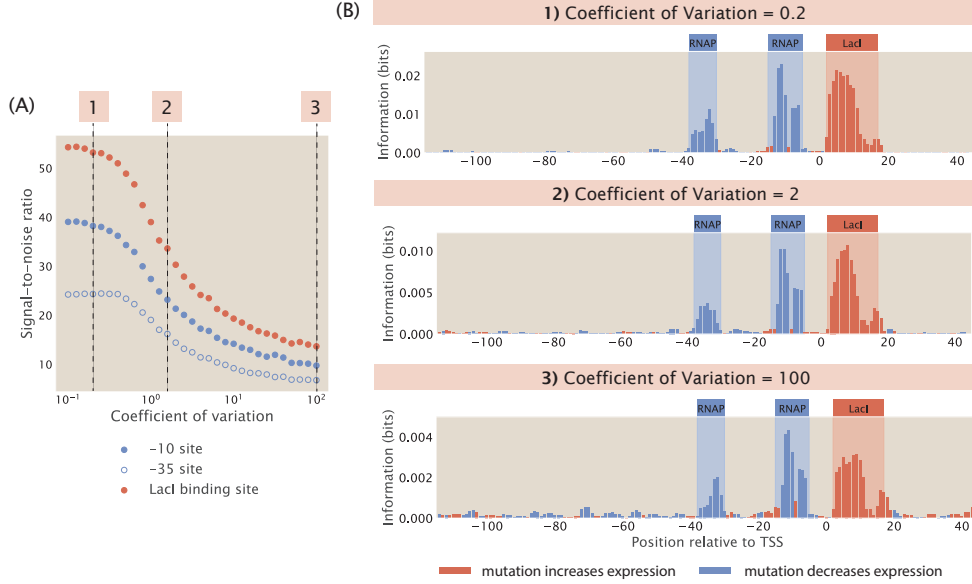 (A)
1
2
3
Signal-to-noise ratio
50
40
30
20
10
10⁻¹
10⁰
10¹
10²
Coefficient of variation
−10 site
−35 site
LacI binding site
(B)
1) Coefficient of Variation = 0.2
RNAP
RNAP
LacI
Information (bits)
0.02
0.01
0.00
−100
−80
−60
−40
−20
0
20
40
2) Coefficient of Variation = 2
RNAP
RNAP
LacI
Information (bits)
0.010
0.005
0.000
−100
−80
−60
−40
−20
0
20
40
3) Coefficient of Variation = 100
RNAP
RNAP
LacI
Information (bits)
0.004
0.002
0.000
−100
−80
−60
−40
−20
0
20
40
Position relative to TSS
mutation increases expression
mutation decreases expression